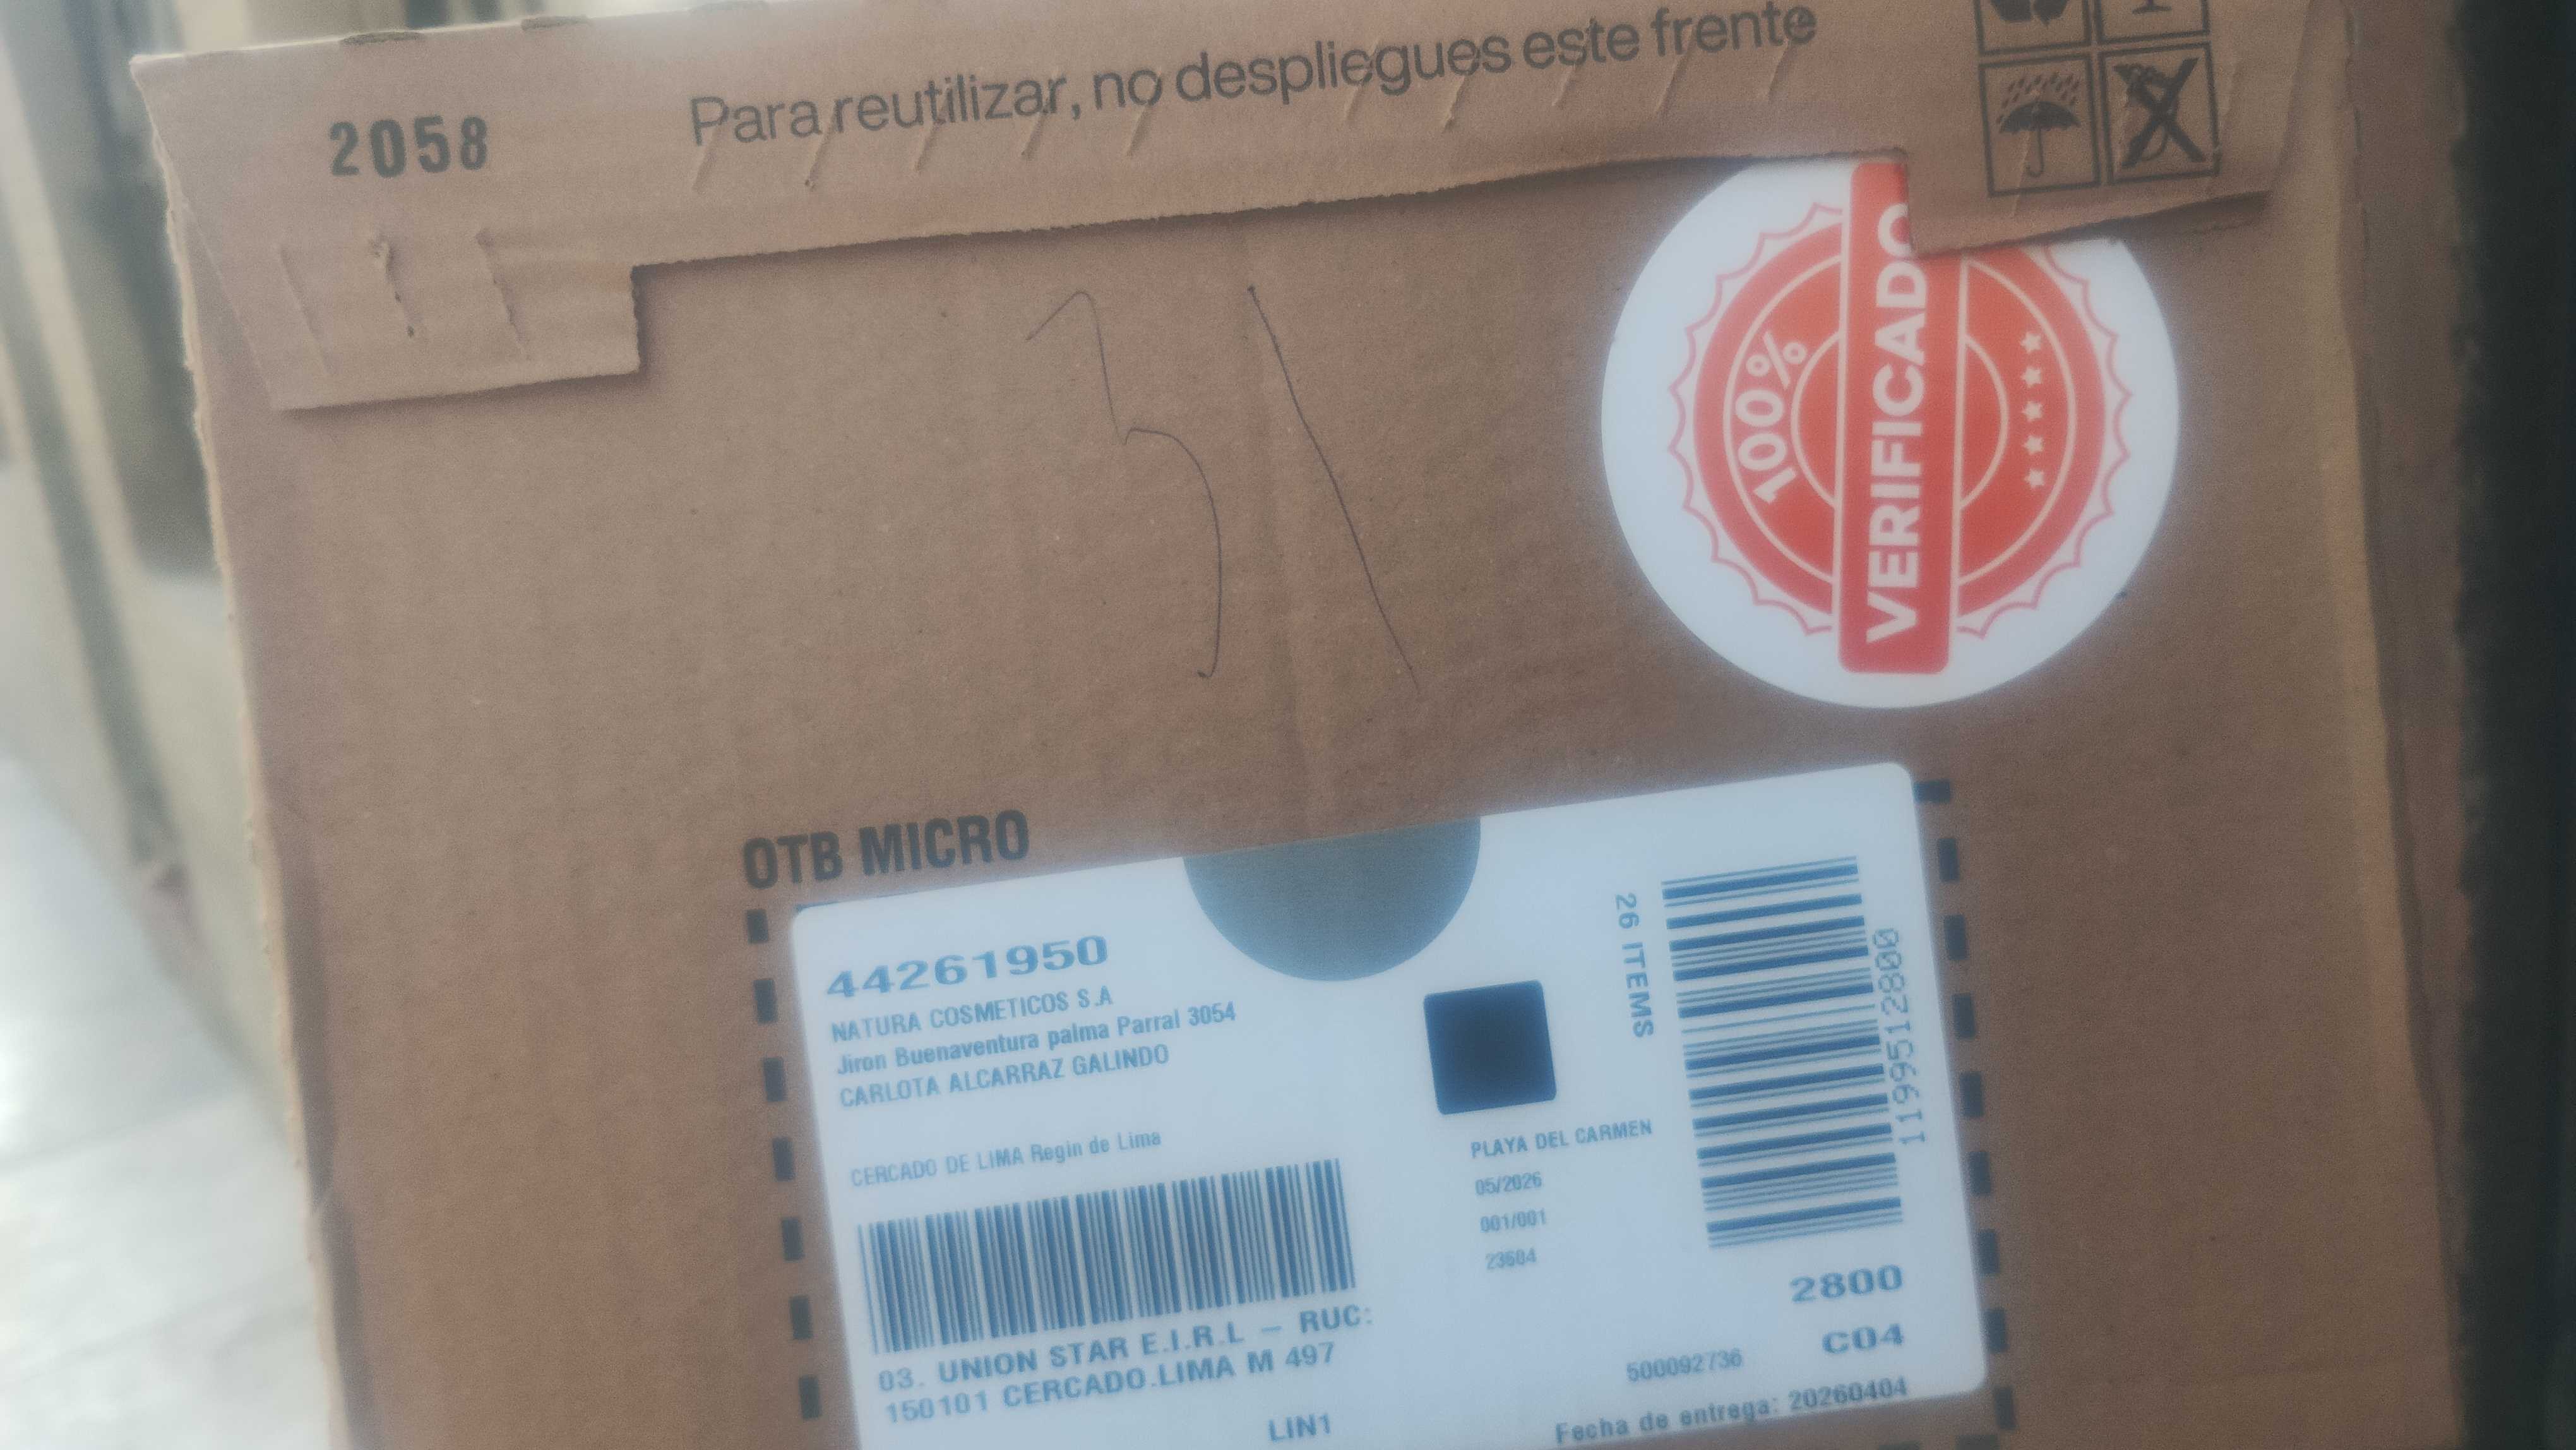 2058
Para reutilizar, no despliegues este frente
31
100%
VERIFICADO
OTB MICRO
44261950
NATURA COSMETICOS S.A
Jiron Buenaventura palma Parral 3054
CARLOTA ALCARRAZ GALINDO
CERCADO DE LIMA Regin de Lima
26 ITEMS
1199512800
PLAYA DEL CARMEN
05/2026
001/001
23604
03. UNION STAR E.I.R.L – RUC:
150101 CERCADO.LIMA M 497
LIN1
2800
C04
500092736
Fecha de entrega: 20260404